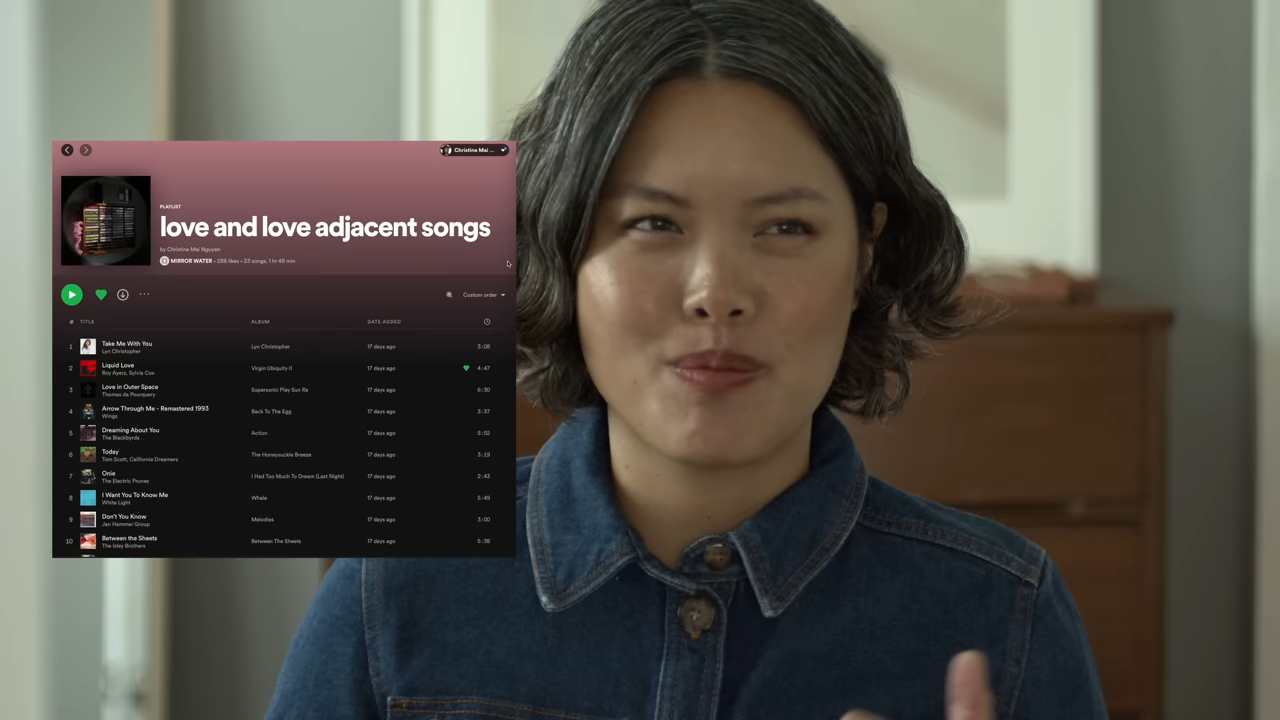 Christine Mai ...
PLAYLIST
love and love adjacent songs
by Christine Mai Nguyen
MIRROR WATER • 288 likes • 23 songs, 1 hr 48 min
Custom order
# TITLE ALBUM DATE ADDED
1 Take Me With You Lyn Christopher 17 days ago 3:08
Lyn Christopher
2 Liquid Love Virgin Ubiquity II 17 days ago 4:47
Roy Ayers, Sylvia Cox
3 Love in Outer Space Supersonic Play Sun Ra 17 days ago 6:30
Thomas de Pourquery
4 Arrow Through Me - Remastered 1993 Back To The Egg 17 days ago 3:37
Wings
5 Dreaming About You Action 17 days ago 5:52
The Blackbyrds
6 Today The Honeysuckle Breeze 17 days ago 3:19
Tom Scott, California Dreamers
7 Onie I Had Too Much To Dream (Last Night) 17 days ago 2:43
The Electric Prunes
8 I Want You To Know Me Whale 17 days ago 5:49
White Light
9 Don't You Know Melodies 17 days ago 3:00
Jan Hammer Group
10 Between the Sheets Between The Sheets 17 days ago 5:38
The Isley Brothers